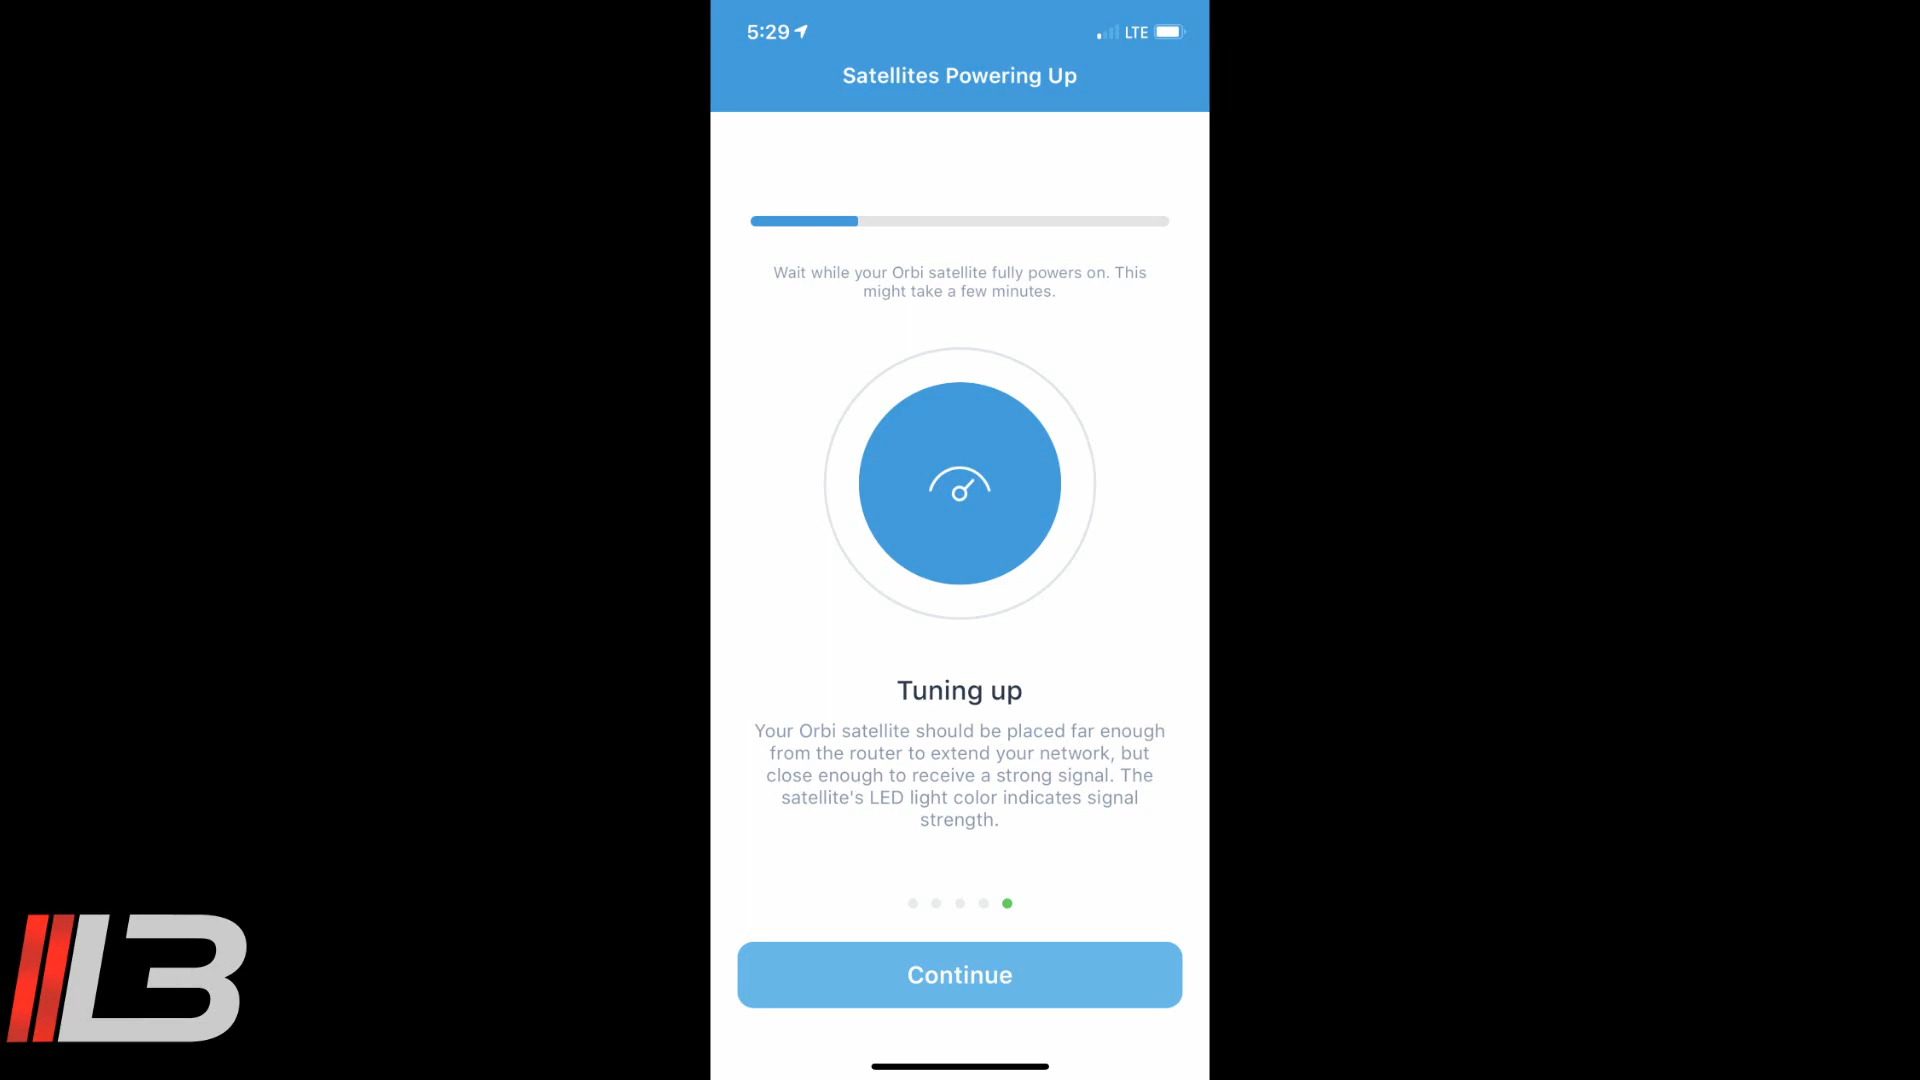 5:29
LTE
Satellites Powering Up
Wait while your Orbi satellite fully powers on. This
might take a few minutes.
Tuning up
Your Orbi satellite should be placed far enough
from the router to extend your network, but
close enough to receive a strong signal. The
satellite's LED light color indicates signal
strength.
Continue
L3